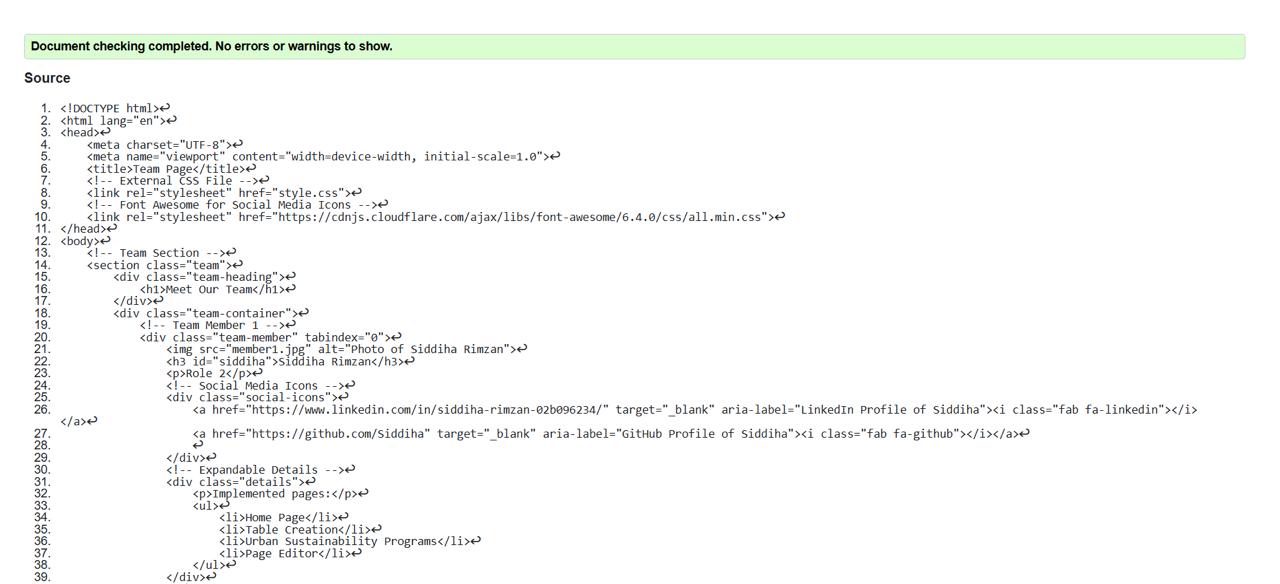 Document checking completed. No errors or warnings to show.
Source
1. <!DOCTYPE html>↩
2. <html lang="en">↩
3. <head>↩
4.     <meta charset="UTF-8">↩
5.     <meta name="viewport" content="width=device-width, initial-scale=1.0">↩
6.     <title>Team Page</title>↩
7.     <!-- External CSS File -->↩
8.     <link rel="stylesheet" href="style.css">↩
9.     <!-- Font Awesome for Social Media Icons -->↩
10.     <link rel="stylesheet" href="https://cdnjs.cloudflare.com/ajax/libs/font-awesome/6.4.0/css/all.min.css">↩
11. </head>↩
12. <body>↩
13.     <!-- Team Section -->↩
14.     <section class="team">↩
15.         <div class="team-heading">↩
16.             <h1>Meet Our Team</h1>↩
17.         </div>↩
18.         <div class="team-container">↩
19.             <!-- Team Member 1 -->↩
20.             <div class="team-member" tabindex="0">↩
21.                 <img src="member1.jpg" alt="Photo of Siddiha Rimzan">↩
22.                 <h3 id="siddiha">Siddiha Rimzan</h3>↩
23.                 <p>Role 2</p>↩
24.                 <!-- Social Media Icons -->↩
25.                 <div class="social-icons">↩
26.                     <a href="https://www.linkedin.com/in/siddiha-rimzan-02b096234/" target="_blank" aria-label="LinkedIn Profile of Siddiha"><i class="fab fa-linkedin"></i>
</a>↩
27.                     <a href="https://github.com/Siddiha" target="_blank" aria-label="GitHub Profile of Siddiha"><i class="fab fa-github"></i></a>↩
28.                     ↩
29.                 </div>↩
30.                 <!-- Expandable Details -->↩
31.                 <div class="details">↩
32.                     <p>Implemented pages:</p>↩
33.                     <ul>↩
34.                         <li>Home Page</li>↩
35.                         <li>Table Creation</li>↩
36.                         <li>Urban Sustainability Programs</li>↩
37.                         <li>Page Editor</li>↩
38.                     </ul>↩
39.                 </div>↩